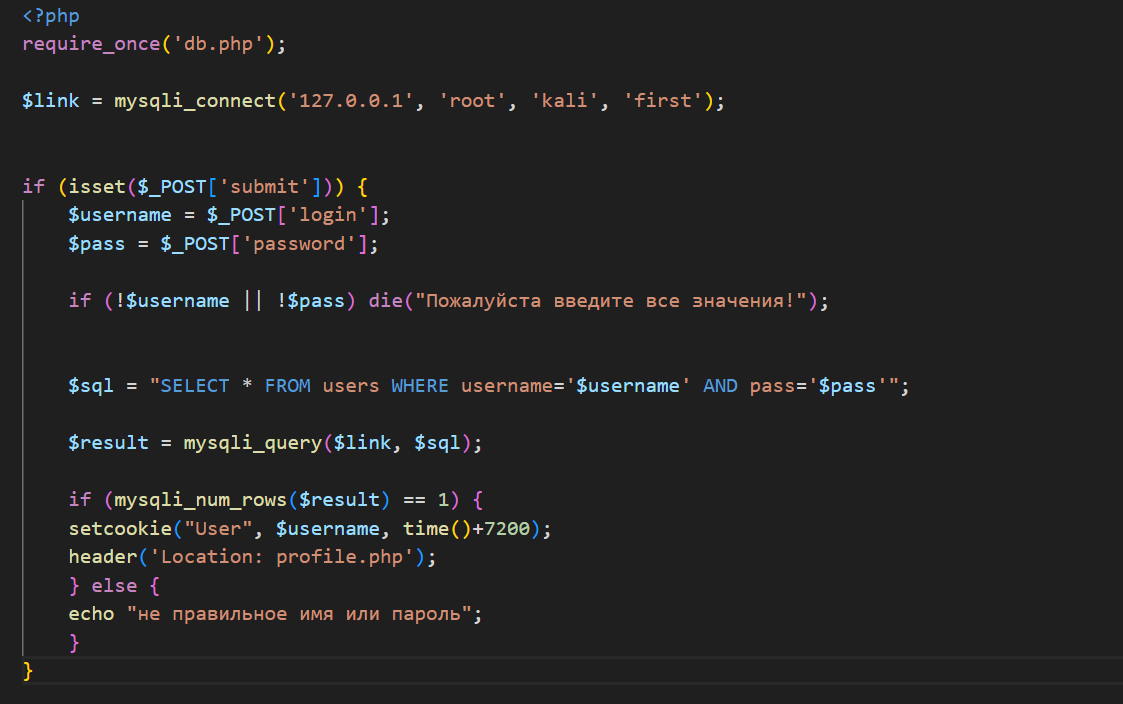 <?php
require_once('db.php');
$link = mysqli_connect('127.0.0.1', 'root', 'kali', 'first');
if (isset($_POST['submit'])) {
$username = $_POST['login'];
$pass = $_POST['password'];
if (!$username || !$pass) die("Пожалуйста введите все значения!");
$sql = "SELECT * FROM users WHERE username='$username' AND pass='$pass'";
$result = mysqli_query($link, $sql);
if (mysqli_num_rows($result) == 1) {
setcookie("User", $username, time()+7200);
header('Location: profile.php');
} else {
echo "не правильное имя или пароль";
}
}